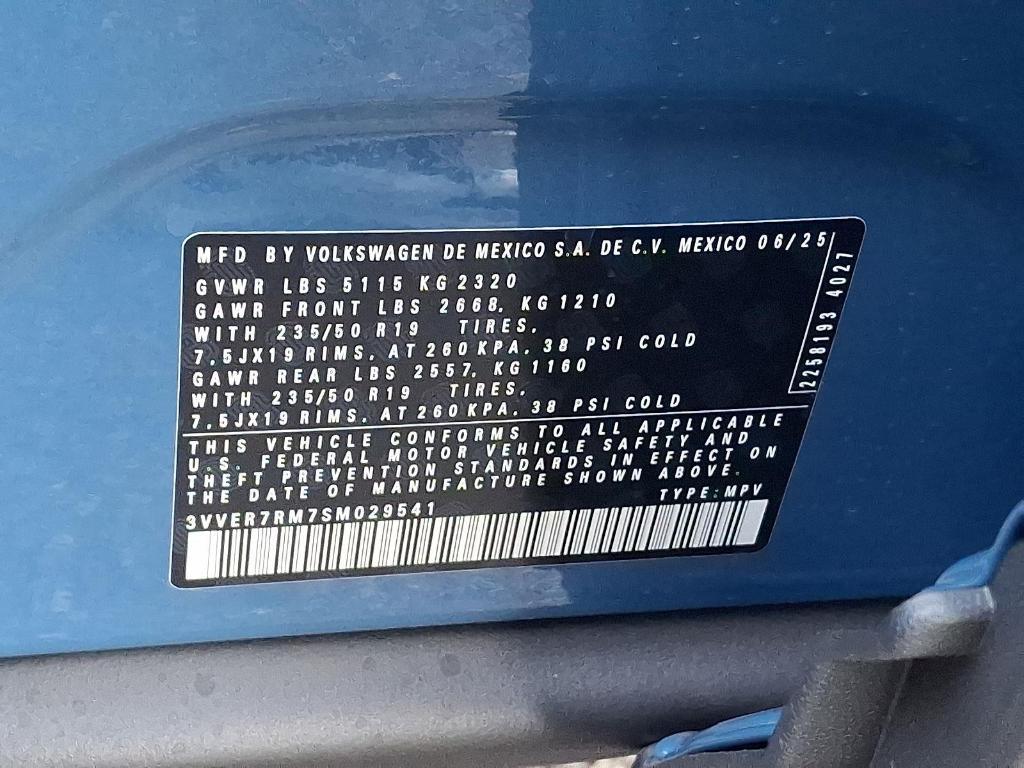 MFD BY VOLKSWAGEN DE MEXICO S.A. DE C.V. MEXICO 06/25
GVWR LBS 5115 KG 2320
GAWR FRONT LBS 2668, KG 1210
WITH 235/50 R19 TIRES,
7,5JX19 RIMS, AT 260 KPA, 38 PSI COLD
GAWR REAR LBS 2557, KG 1160
WITH 235/50 R19 TIRES,
7,5JX19 RIMS, AT 260 KPA, 38 PSI COLD
2258193 4027
THIS VEHICLE CONFORMS TO ALL APPLICABLE
U.S. FEDERAL MOTOR VEHICLE SAFETY AND
THEFT PREVENTION STANDARDS IN EFFECT ON
THE DATE OF MANUFACTURE SHOWN ABOVE.
TYPE: MPV
3VVER7RM7SM029541